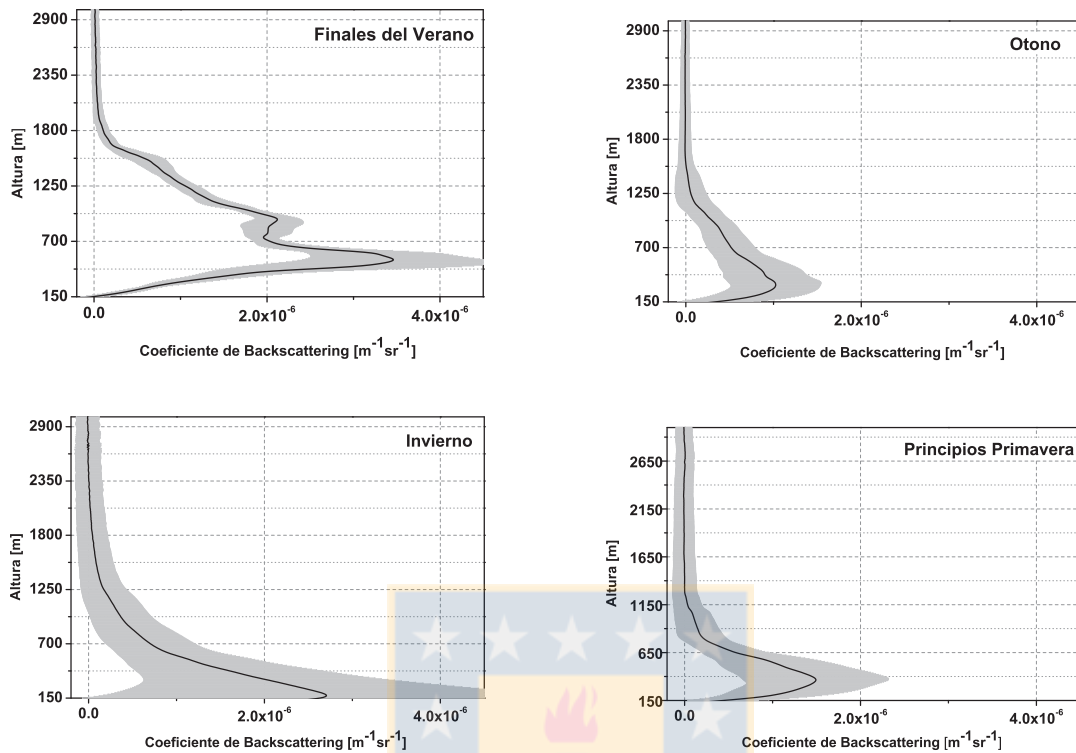 Finales del Verano
2900
2350
1800
1250
700
150
Altura [m]
0.0
2.0x10⁻⁶
4.0x10⁻⁶
Coeficiente de Backscattering [m⁻¹sr⁻¹]
Otono
2900
2350
1800
1250
700
150
Altura [m]
0.0
2.0x10⁻⁶
4.0x10⁻⁶
Coeficiente de Backscattering [m⁻¹sr⁻¹]
Invierno
2900
2350
1800
1250
700
150
Altura [m]
0.0
2.0x10⁻⁶
4.0x10⁻⁶
Coeficiente de Backscattering [m⁻¹sr⁻¹]
Principios Primavera
2650
2150
1650
1150
650
150
Altura [m]
0.0
2.0x10⁻⁶
4.0x10⁻⁶
Coeficiente de Backscattering [m⁻¹sr⁻¹]